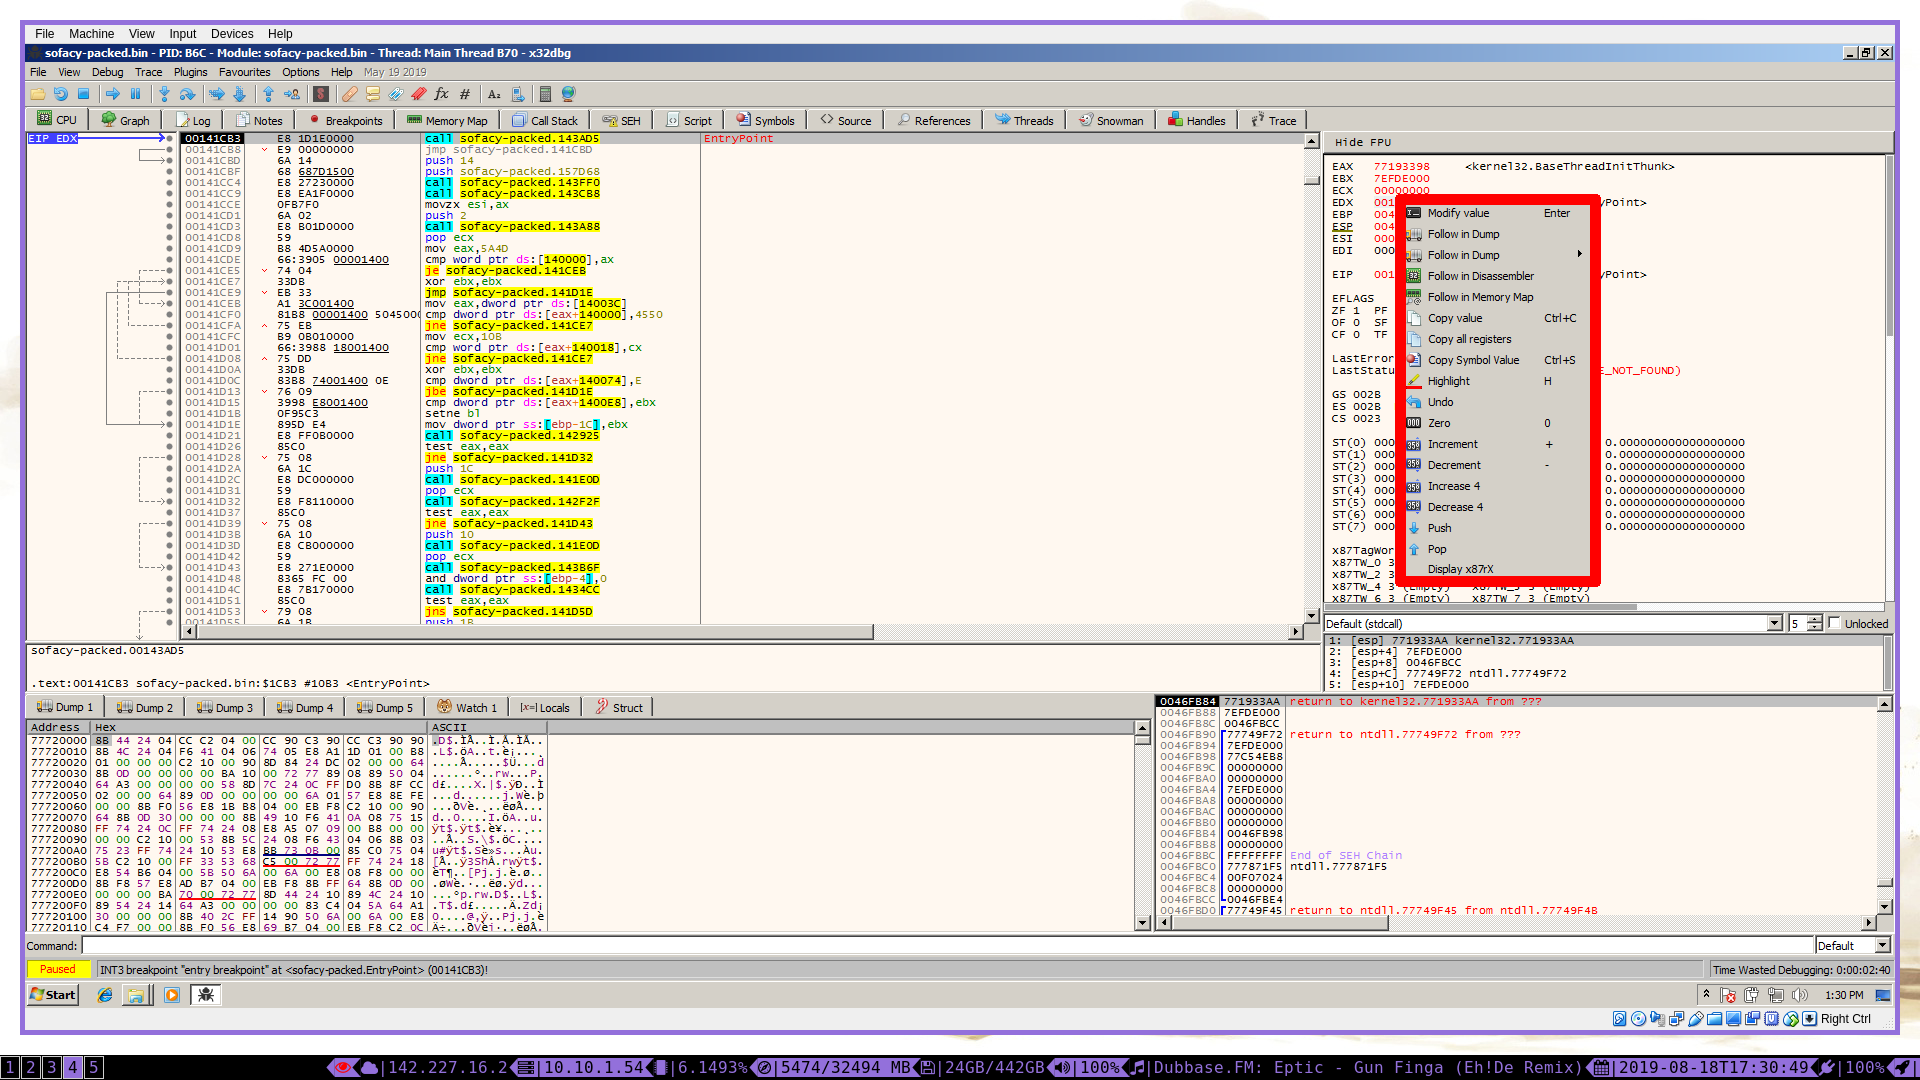 File Machine View Input Devices Help
sofacy-packed.bin - PID: B6C - Module: sofacy-packed.bin - Thread: Main Thread B70 - x32dbg
File View Debug Trace Plugins Favourites Options Help May 19 2019
CPU Graph Log Notes Breakpoints Memory Map Call Stack SEH Script Symbols Source References Threads Snowman Handles Trace
EIP EDX
00141CB3 E8 1D1E0000 call sofacy-packed.143AD5 EntryPoint
00141CB8 E9 00000000 jmp sofacy-packed.141CBD
00141CBD 6A 14 push 14
00141CBF 68 687D1500 push sofacy-packed.157D68
00141CC4 E8 27230000 call sofacy-packed.143FF0
00141CC9 E8 EA1F0000 call sofacy-packed.143CB8
00141CCE 0FB7F0 movzx esi,ax
00141CD1 6A 02 push 2
00141CD3 E8 B01D0000 call sofacy-packed.143A88
00141CD8 59 pop ecx
00141CD9 B8 4D5A0000 mov eax,5A4D
00141CDE 66:3905 00001400 cmp word ptr ds:[140000],ax
00141CE5 74 04 je sofacy-packed.141CEB
00141CE7 33DB xor ebx,ebx
00141CE9 EB 33 jmp sofacy-packed.141D1E
00141CEB A1 3C001400 mov eax,dword ptr ds:[14003C]
00141CF0 81B8 00001400 504500 cmp dword ptr ds:[eax+140000],4550
00141CFA 75 EB jne sofacy-packed.141CE7
00141CFC B9 0B010000 mov ecx,10B
00141D01 66:3988 18001400 cmp word ptr ds:[eax+140018],cx
00141D08 75 DD jne sofacy-packed.141CE7
00141D0A 33DB xor ebx,ebx
00141D0C 83B8 74001400 0E cmp dword ptr ds:[eax+140074],E
00141D13 76 09 jbe sofacy-packed.141D1E
00141D15 3998 E8001400 cmp dword ptr ds:[eax+1400E8],ebx
00141D1B 0F95C3 setne bl
00141D1E 895D E4 mov dword ptr ss:[ebp-1C],ebx
00141D21 E8 FF0B0000 call sofacy-packed.142925
00141D26 85C0 test eax,eax
00141D28 75 08 jne sofacy-packed.141D32
00141D2A 6A 1C push 1C
00141D2C E8 DC000000 call sofacy-packed.141E0D
00141D31 59 pop ecx
00141D32 E8 F8110000 call sofacy-packed.142F2F
00141D37 85C0 test eax,eax
00141D39 75 08 jne sofacy-packed.141D43
00141D3B 6A 10 push 10
00141D3D E8 CB000000 call sofacy-packed.141E0D
00141D42 59 pop ecx
00141D43 E8 271E0000 call sofacy-packed.143B6F
00141D48 8365 FC 00 and dword ptr ss:[ebp-4],0
00141D4C E8 7B170000 call sofacy-packed.1434CC
00141D51 85C0 test eax,eax
00141D53 79 08 jns sofacy-packed.141D5D
00141D55 6A 1B push 1B
Hide FPU
EAX 77193398 <kernel32.BaseThreadInitThunk>
EBX 7EFDE000
ECX 00000000
EDX 001 yPoint>
EBP 004
ESP 004
ESI 000
EDI 000
EIP 001 yPoint>
EFLAGS
ZF 1 PF
OF 0 SF
CF 0 TF
LastError
LastStatu E_NOT_FOUND)
GS 002B
ES 002B
CS 0023
ST(0) 000 0.00000000000000000
ST(1) 000 0.00000000000000000
ST(2) 000 0.00000000000000000
ST(3) 000 0.00000000000000000
ST(4) 000 0.00000000000000000
ST(5) 000 0.00000000000000000
ST(6) 000 0.00000000000000000
ST(7) 000 0.00000000000000000
x87TagWor
x87TW_0 3
x87TW_2 3
x87TW_4 3 (Empty) x87TW_5 3 (Empty)
x87TW_6 3 (Empty) x87TW_7 3 (Empty)
Modify value Enter
Follow in Dump
Follow in Dump
Follow in Disassembler
Follow in Memory Map
Copy value Ctrl+C
Copy all registers
Copy Symbol Value Ctrl+S
Highlight H
Undo
Zero 0
Increment +
Decrement -
Increase 4
Decrease 4
Push
Pop
Display x87rX
Default (stdcall) 5 Unlocked
1: [esp] 771933AA kernel32.771933AA
2: [esp+4] 7EFDE000
3: [esp+8] 0046FBCC
4: [esp+C] 77749F72 ntdll.77749F72
5: [esp+10] 7EFDE000
sofacy-packed.00143AD5
.text:00141CB3 sofacy-packed.bin:$1CB3 #10B3 <EntryPoint>
Dump 1 Dump 2 Dump 3 Dump 4 Dump 5 Watch 1 Locals Struct
Address Hex ASCII
77720000 8B 44 24 04 CC C2 04 00 CC 90 C3 90 CC C3 90 90
77720010 8B 4C 24 04 F6 41 04 06 74 05 E8 A1 1D 01 00 B8
77720020 01 00 00 00 C2 10 00 90 8D 84 24 DC 02 00 00 64
77720030 8B 0D 00 00 00 00 BA 10 00 72 77 89 08 89 50 04
77720040 64 A3 00 00 00 00 58 8D 7C 24 0C FF D0 8B 8F CC
77720050 02 00 00 64 89 0D 00 00 00 00 6A 01 57 E8 8E FE
77720060 00 00 8B F0 56 E8 1B B8 04 00 EB F8 C2 10 00 90
77720070 64 8B 0D 30 00 00 00 8B 49 10 F6 41 0A 08 75 15
77720080 FF 74 24 0C FF 74 24 08 E8 A5 07 09 00 B8 00 00
77720090 00 00 C2 10 00 53 8B 5C 24 08 F6 43 04 06 8B 03
777200A0 75 23 FF 74 24 10 53 E8 BB 73 0B 00 85 C0 75 04
777200B0 5B C2 10 00 FF 33 53 68 C5 00 72 77 FF 74 24 18
777200C0 E8 54 B6 04 00 5B 50 6A 00 6A 00 E8 08 F8 00 00
777200D0 8B F8 57 E8 AD B7 04 00 EB F8 8B FF 64 8B 0D 00
777200E0 00 00 00 BA 70 00 72 77 8D 44 24 10 89 4C 24 10
777200F0 89 54 24 14 64 A3 00 00 00 00 83 C4 04 5A 64 A1
77720100 30 00 00 00 8B 40 2C FF 14 90 50 6A 00 6A 00 E8
77720110 C4 F7 00 00 8B F0 56 E8 69 B7 04 00 EB F8 C2 0C
0046FB84 771933AA return to kernel32.771933AA from ???
0046FB88 7EFDE000
0046FB8C 0046FBCC
0046FB90 77749F72 return to ntdll.77749F72 from ???
0046FB94 7EFDE000
0046FB98 77C54EB8
0046FB9C 00000000
0046FBA0 00000000
0046FBA4 7EFDE000
0046FBA8 00000000
0046FBAC 00000000
0046FBB0 00000000
0046FBB4 0046FB98
0046FBB8 00000000
0046FBBC FFFFFFFF End of SEH Chain
0046FBC0 777871F5 ntdll.777871F5
0046FBC4 00F07024
0046FBC8 00000000
0046FBCC 0046FBE4
0046FBD0 77749F45 return to ntdll.77749F45 from ntdll.77749F4B
Command: Default
Paused INT3 breakpoint "entry breakpoint" at <sofacy-packed.EntryPoint> (00141CB3)! Time Wasted Debugging: 0:00:02:40
Start 1:30 PM
Right Ctrl
1 2 3 4 5 142.227.16.2 10.10.1.54 6.1493% 5474/32494 MB 24GB/442GB 100% Dubbase.FM: Eptic - Gun Finga (Eh!De Remix) 2019-08-18T17:30:49 100%